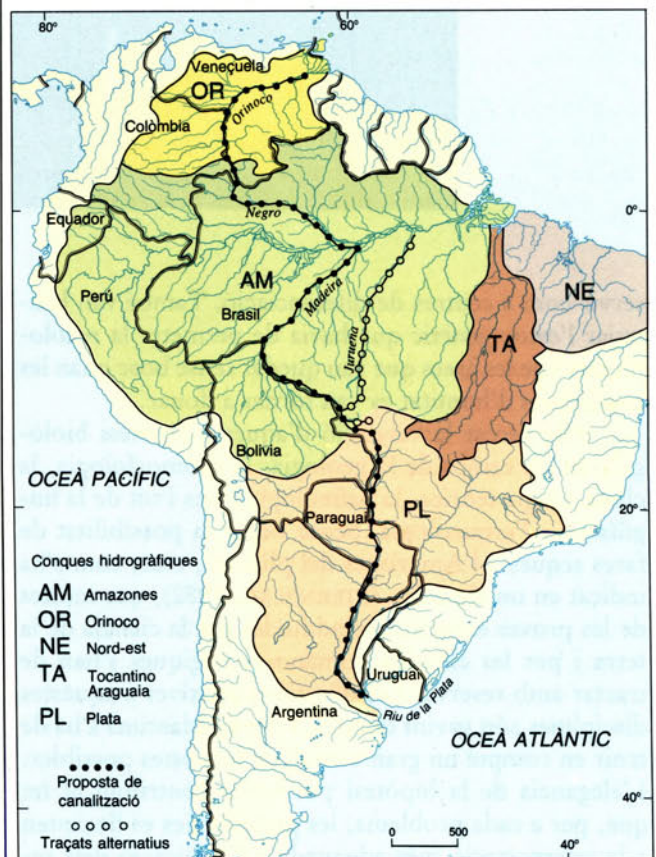 80°
60°
Veneçuela
OR
Orinoco
Colòmbia
Negro
Equador
0°
AM
NE
Perú
Brasil
Madeira
Juruena
TA
Bolívia
OCEÀ PACÍFIC
Paraguai
PL
20°
Conques hidrogràfiques
AM Amazones
OR Orinoco
NE Nord-est
TA Tocantino
Araguaia
PL Plata
Uruguai
Argentina
Riu de la Plata
OCEÀ ATLÀNTIC
Proposta de
canalització
Traçats alternatius
40°
500
40°